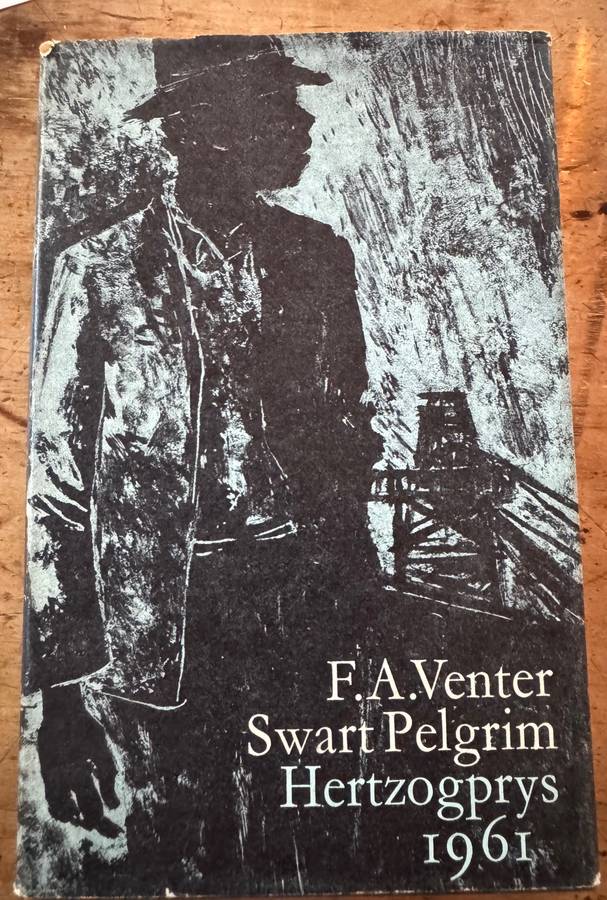 F.A.Venter
Swart Pelgrim
Hertzogprys
1961